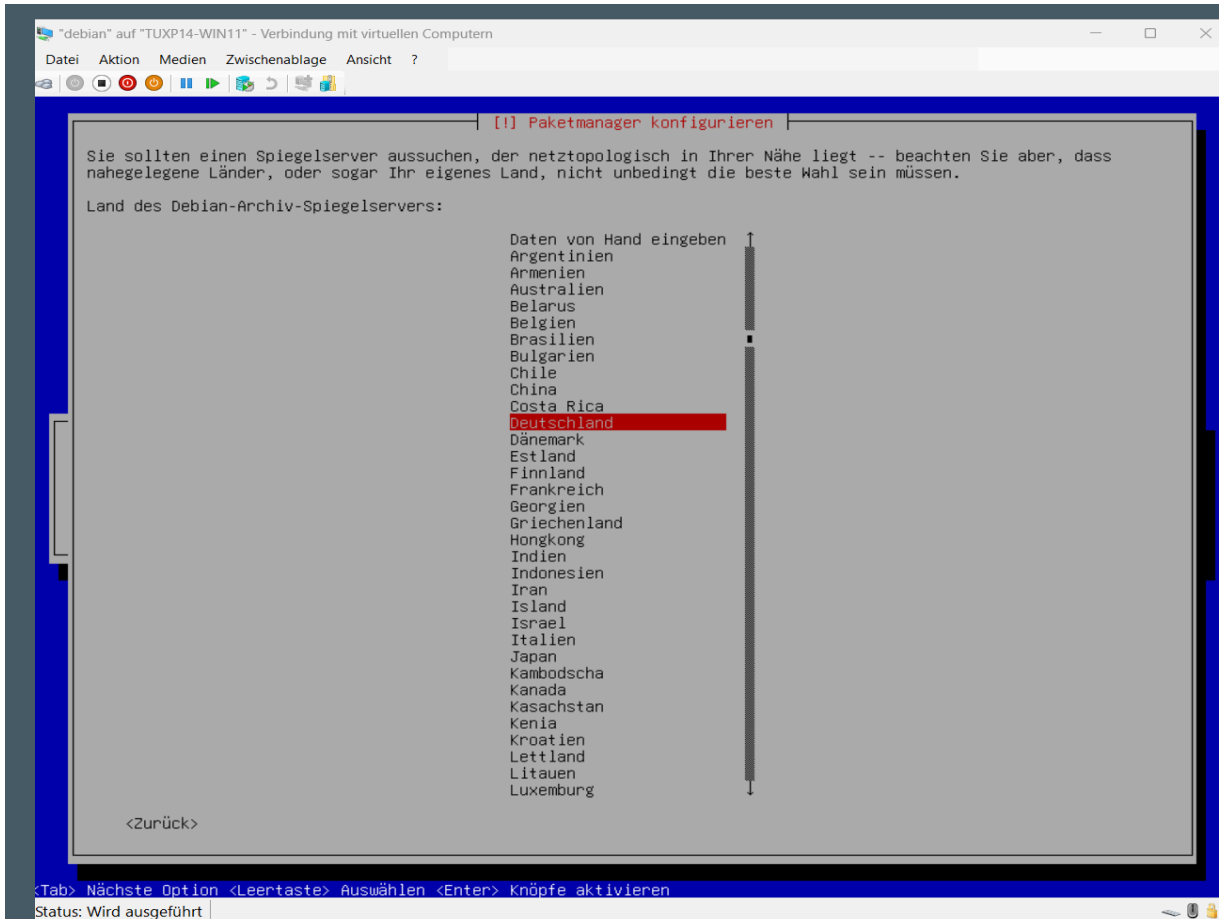 "debian" auf "TUXP14-WIN11" - Verbindung mit virtuellen Computern
Datei Aktion Medien Zwischenablage Ansicht ?
[!] Paketmanager konfigurieren
Sie sollten einen Spiegelserver aussuchen, der netztopologisch in Ihrer Nähe liegt -- beachten Sie aber, dass
nahegelegene Länder, oder sogar Ihr eigenes Land, nicht unbedingt die beste Wahl sein müssen.
Land des Debian-Archiv-Spiegelservers:
Daten von Hand eingeben
Argentinien
Armenien
Australien
Belarus
Belgien
Brasilien
Bulgarien
Chile
China
Costa Rica
Deutschland
Dänemark
Estland
Finnland
Frankreich
Georgien
Griechenland
Hongkong
Indien
Indonesien
Iran
Island
Israel
Italien
Japan
Kambodscha
Kanada
Kasachstan
Kenia
Kroatien
Lettland
Litauen
Luxemburg
<Zurück>
<Tab> Nächste Option <Leertaste> Auswählen <Enter> Knöpfe aktivieren
Status: Wird ausgeführt